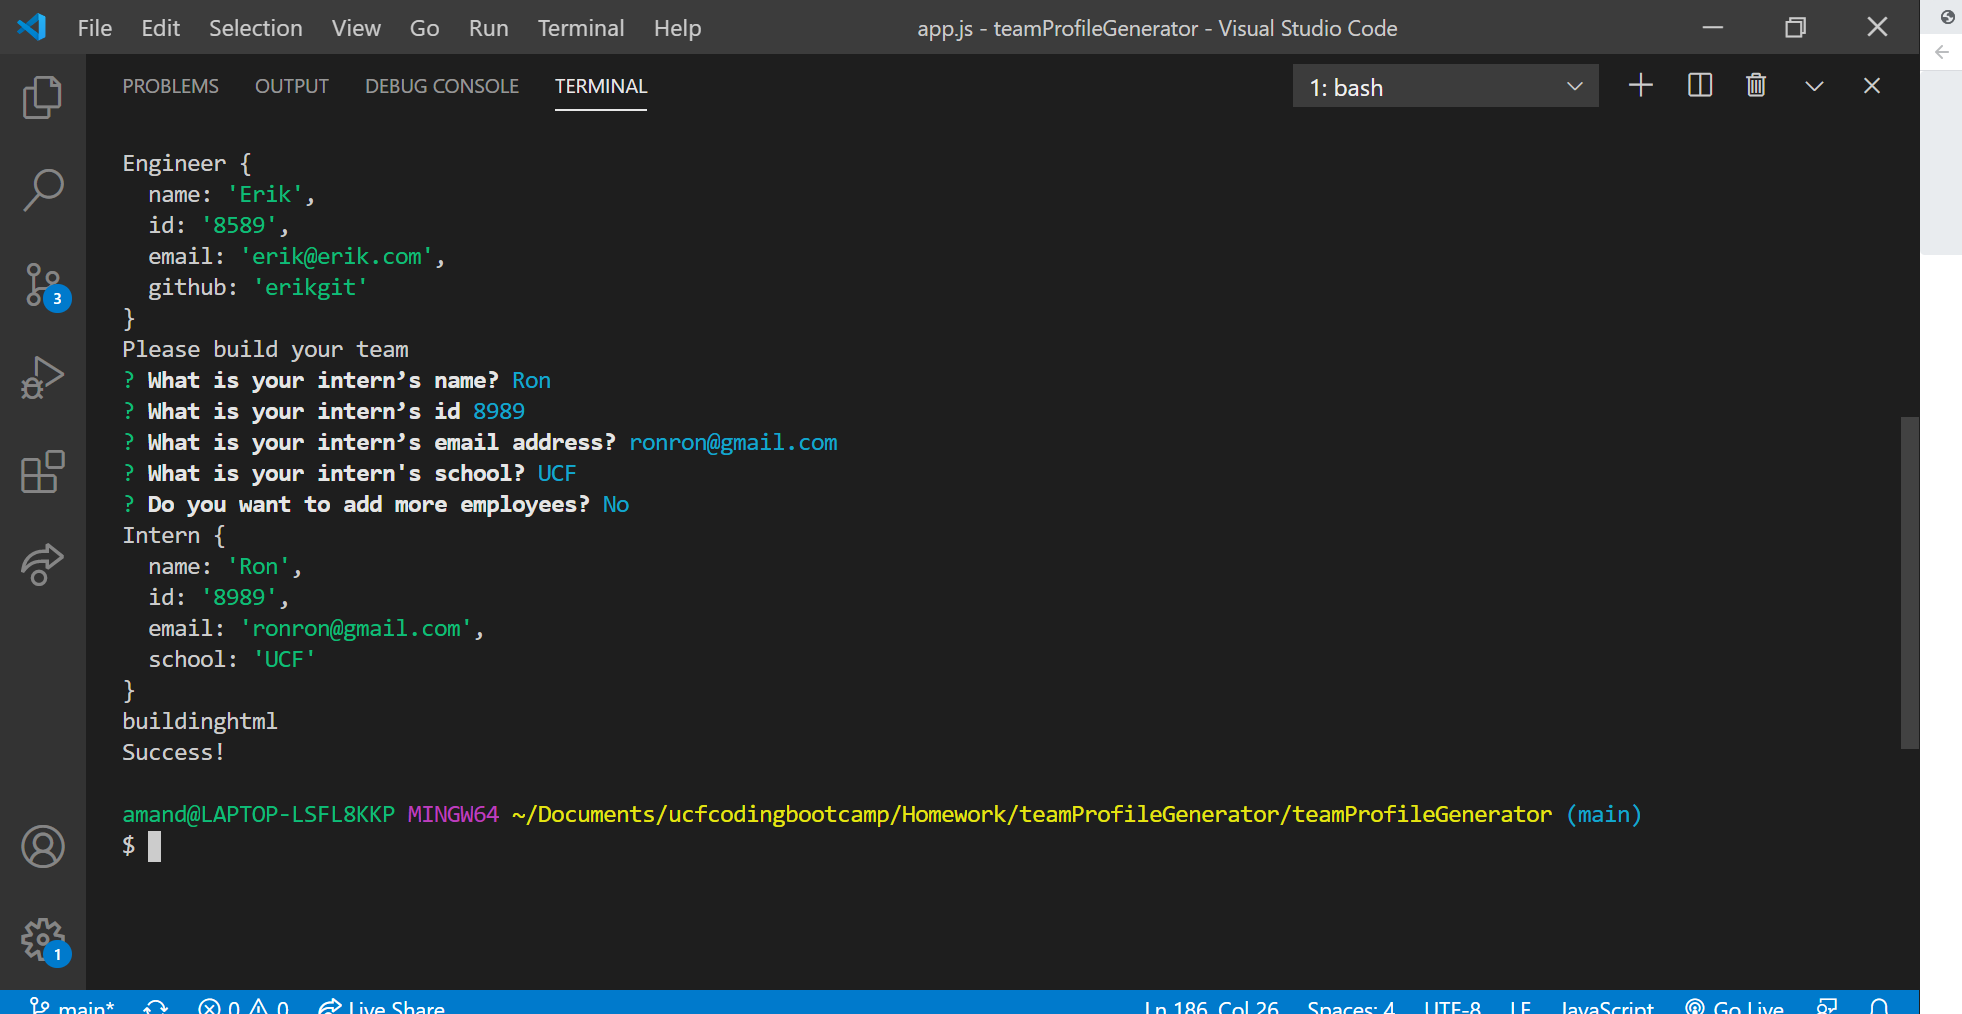 File Edit Selection View Go Run Terminal Help app.js - teamProfileGenerator - Visual Studio Code
PROBLEMS OUTPUT DEBUG CONSOLE TERMINAL 1: bash
Engineer {
  name: 'Erik',
  id: '8589',
  email: 'erik@erik.com',
  github: 'erikgit'
}
Please build your team
? What is your intern’s name? Ron
? What is your intern’s id 8989
? What is your intern’s email address? ronron@gmail.com
? What is your intern's school? UCF
? Do you want to add more employees? No
Intern {
  name: 'Ron',
  id: '8989',
  email: 'ronron@gmail.com',
  school: 'UCF'
}
buildinghtml
Success!
amand@LAPTOP-LSFL8KKP MINGW64 ~/Documents/ucfcodingbootcamp/Homework/teamProfileGenerator/teamProfileGenerator (main)
$
3
1
main* 0 0 Live Share Ln 186, Col 26 Spaces: 4 UTF-8 LF JavaScript Go Live